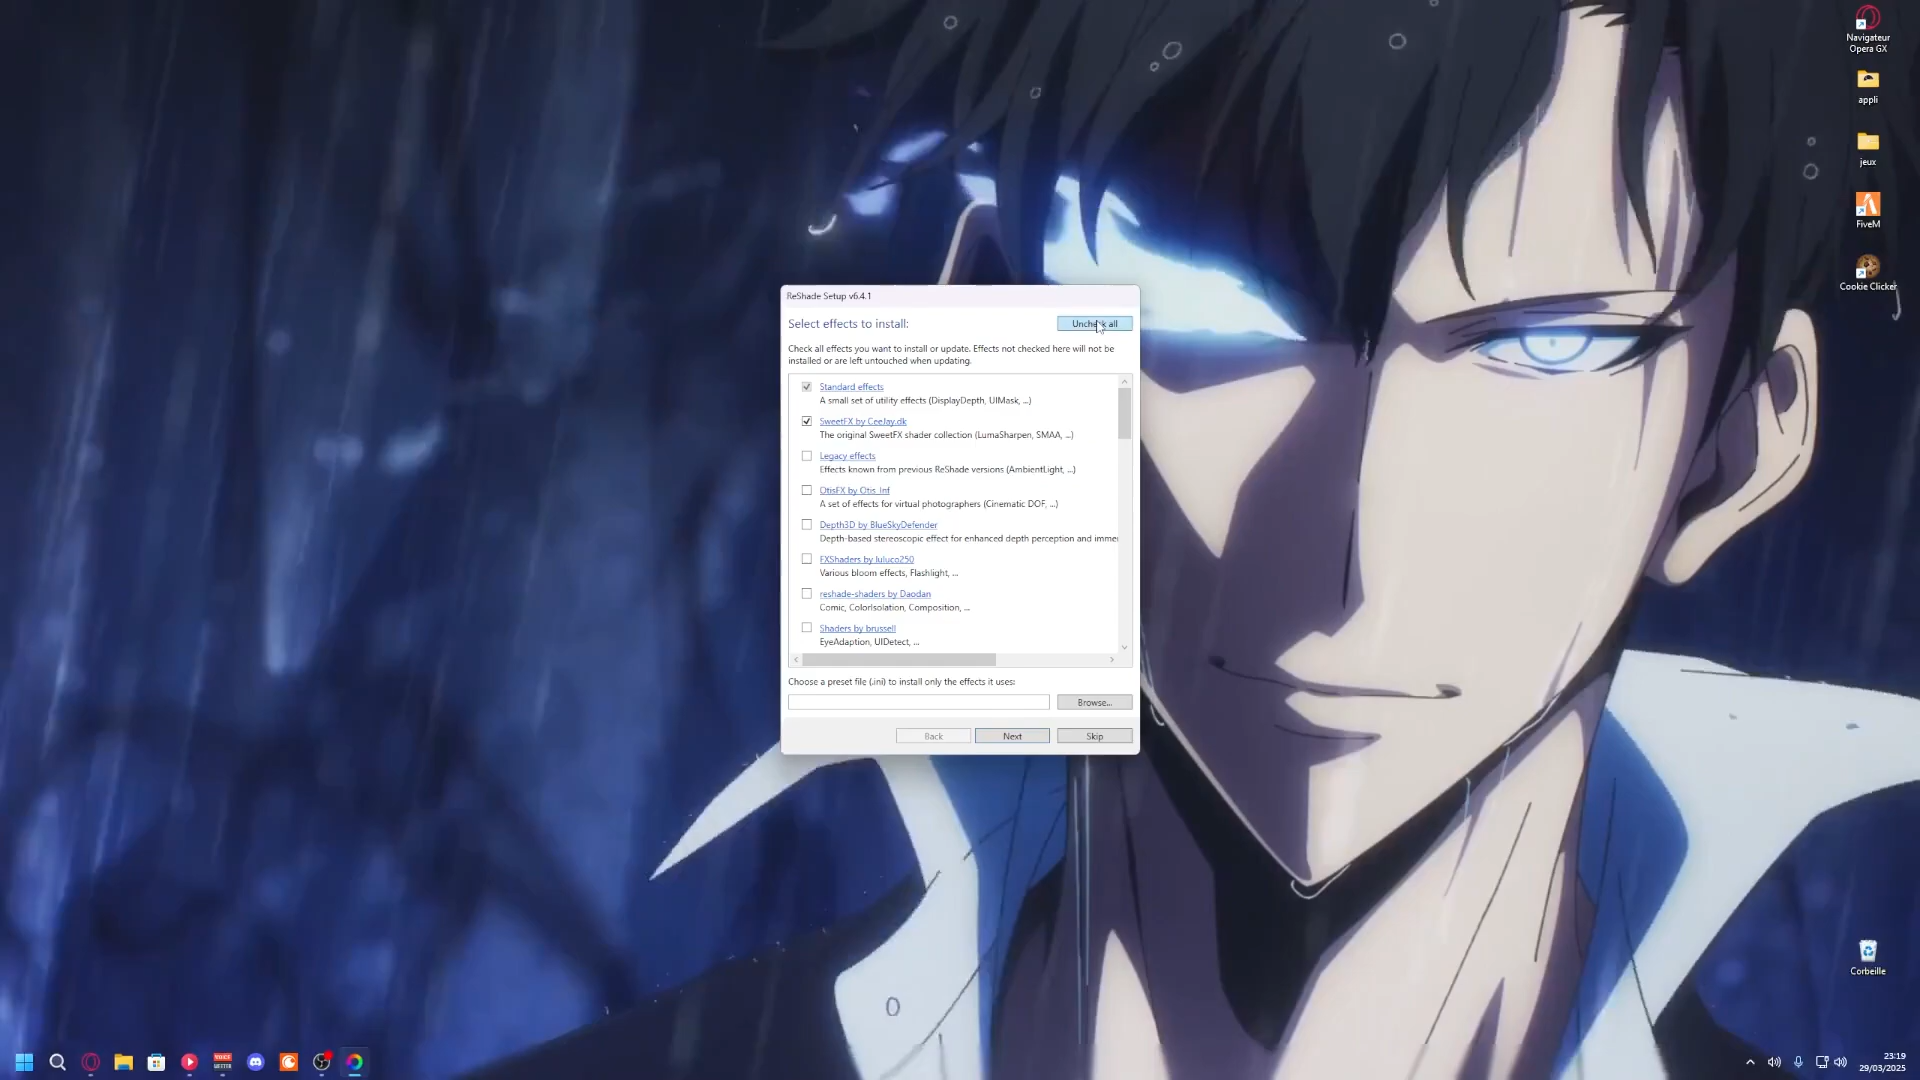 Navigateur
Opera GX
appli
jeux
FiveM
Cookie Clicker
ReShade Setup v6.4.1
Select effects to install:
Uncheck all
Check all effects you want to install or update. Effects not checked here will not be
installed or are left untouched when updating.
Standard effects
A small set of utility effects (DisplayDepth, UIMask, ...)
SweetFX by CeeJay.dk
The original SweetFX shader collection (LumaSharpen, SMAA, ...)
Legacy effects
Effects known from previous ReShade versions (AmbientLight, ...)
OtisFX by Otis_Inf
A set of effects for virtual photographers (Cinematic DOF, ...)
Depth3D by BlueSkyDefender
Depth-based stereoscopic effect for enhanced depth perception and imme
FXShaders by luluco250
Various bloom effects, Flashlight, ...
reshade-shaders by Daodan
Comic, ColorIsolation, Composition, ...
Shaders by brussell
EyeAdaption, UIDetect, ...
Choose a preset file (.ini) to install only the effects it uses:
Browse...
Back
Next
Skip
Corbeille
23:19
29/03/2025